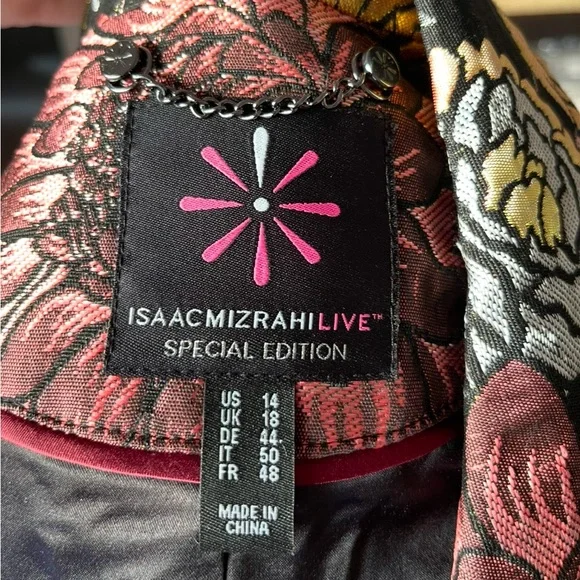 ISAACMIZRAHILIVE™
SPECIAL EDITION
US 14
UK 18
DE 44
IT 50
FR 48
MADE IN
CHINA